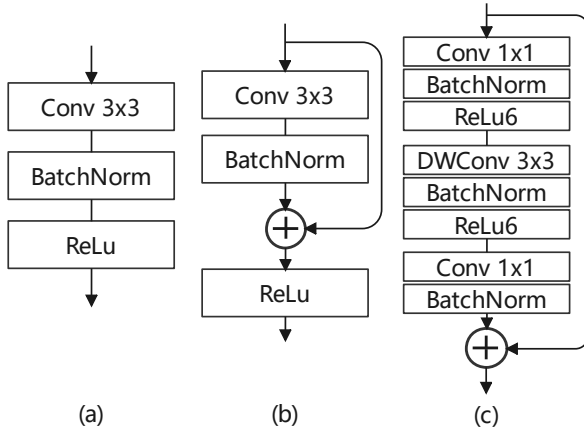 Conv 3x3
BatchNorm
ReLu
(a)
Conv 3x3
BatchNorm
ReLu
(b)
Conv 1x1
BatchNorm
ReLu6
DWConv 3x3
BatchNorm
ReLu6
Conv 1x1
BatchNorm
(c)